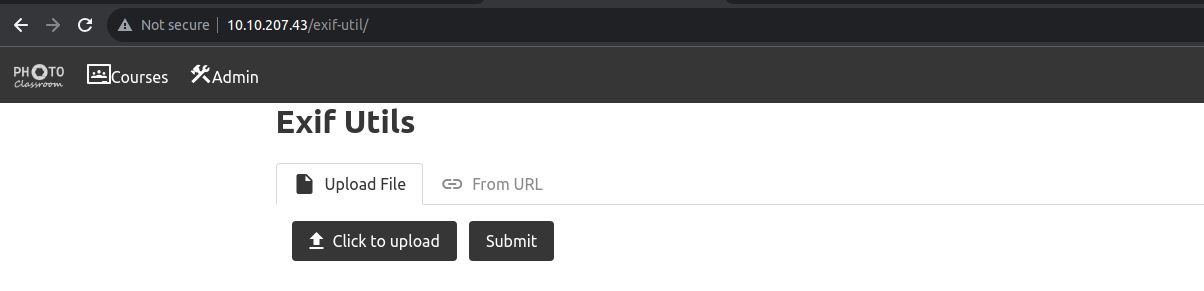 Not secure | 10.10.207.43/exif-util/
PHOTO
Classroom
Courses
Admin
Exif Utils
Upload File
From URL
Click to upload
Submit